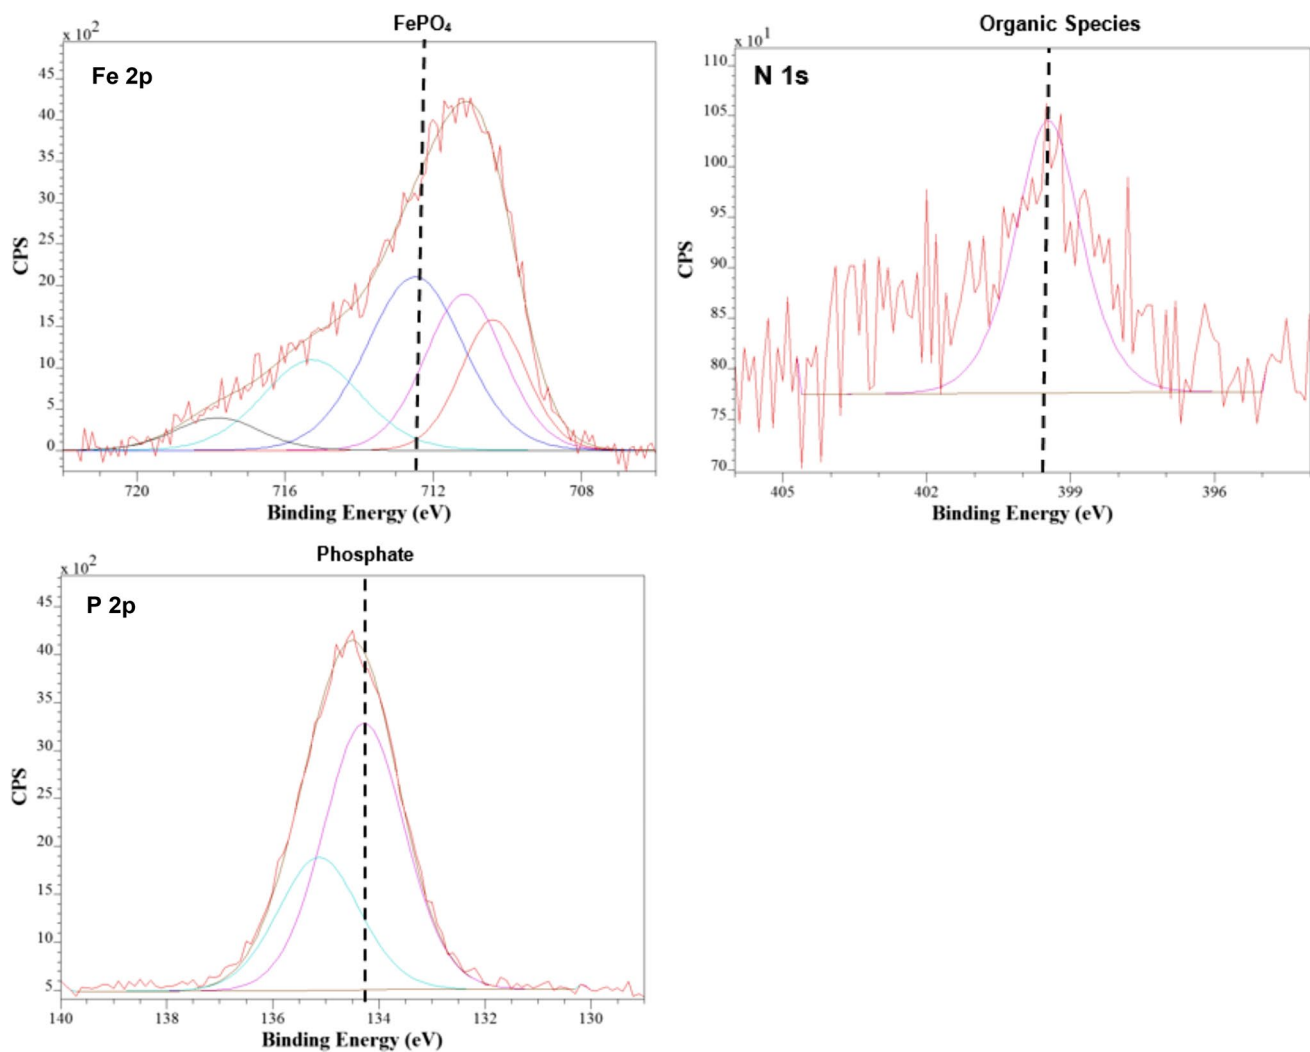 FePO₄
x 10²
Fe 2p
45
40
35
30
25
20
15
10
5
0
CPS
720 716 712 708
Binding Energy (eV)
Organic Species
x 10¹
N 1s
110
105
100
95
90
85
80
75
70
CPS
405 402 399 396
Binding Energy (eV)
Phosphate
x 10²
P 2p
45
40
35
30
25
20
15
10
5
CPS
140 138 136 134 132 130
Binding Energy (eV)